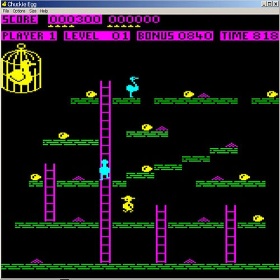 Chuckie Egg
File Options Size Help
SCORE 000300 000000
PLAYER 1 LEVEL 01 BONUS 0840 TIME 818